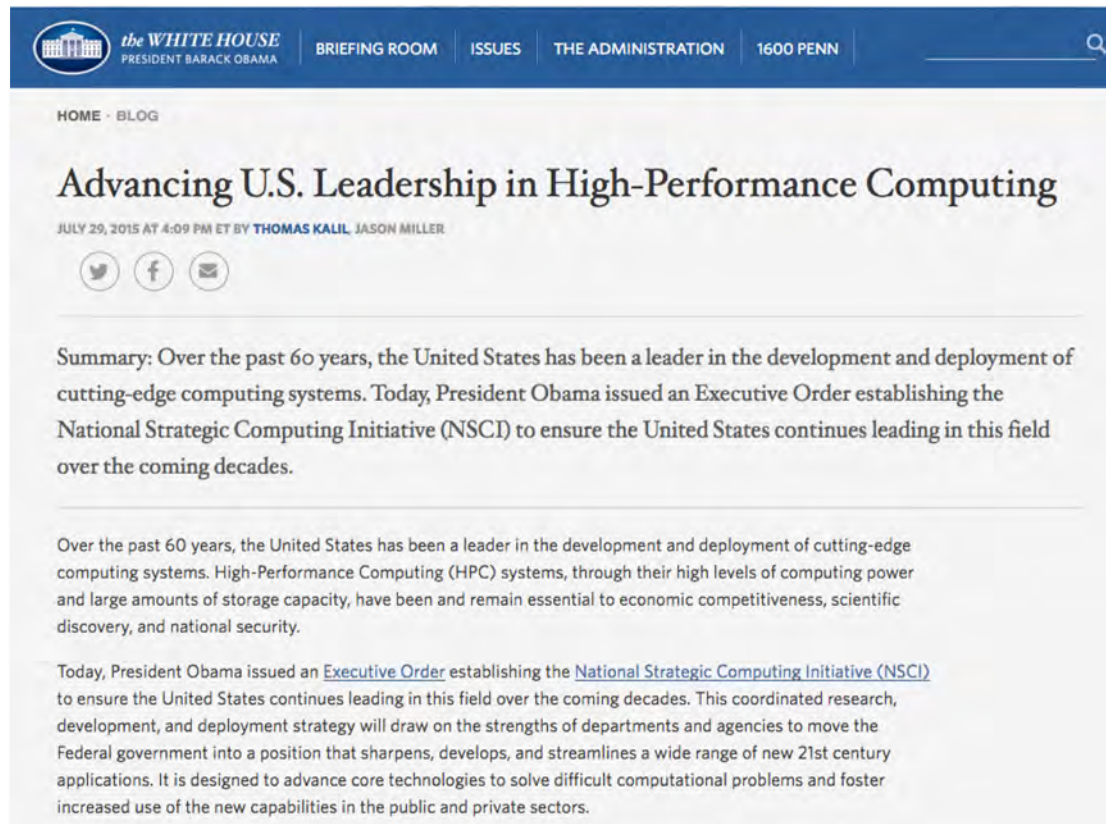 the WHITE HOUSE
PRESIDENT BARACK OBAMA
BRIEFING ROOM
ISSUES
THE ADMINISTRATION
1600 PENN
HOME · BLOG
Advancing U.S. Leadership in High-Performance Computing
JULY 29, 2015 AT 4:09 PM ET BY THOMAS KALIL, JASON MILLER
Summary: Over the past 60 years, the United States has been a leader in the development and deployment of
cutting-edge computing systems. Today, President Obama issued an Executive Order establishing the
National Strategic Computing Initiative (NSCI) to ensure the United States continues leading in this field
over the coming decades.
Over the past 60 years, the United States has been a leader in the development and deployment of cutting-edge
computing systems. High-Performance Computing (HPC) systems, through their high levels of computing power
and large amounts of storage capacity, have been and remain essential to economic competitiveness, scientific
discovery, and national security.
Today, President Obama issued an Executive Order establishing the National Strategic Computing Initiative (NSCI)
to ensure the United States continues leading in this field over the coming decades. This coordinated research,
development, and deployment strategy will draw on the strengths of departments and agencies to move the
Federal government into a position that sharpens, develops, and streamlines a wide range of new 21st century
applications. It is designed to advance core technologies to solve difficult computational problems and foster
increased use of the new capabilities in the public and private sectors.